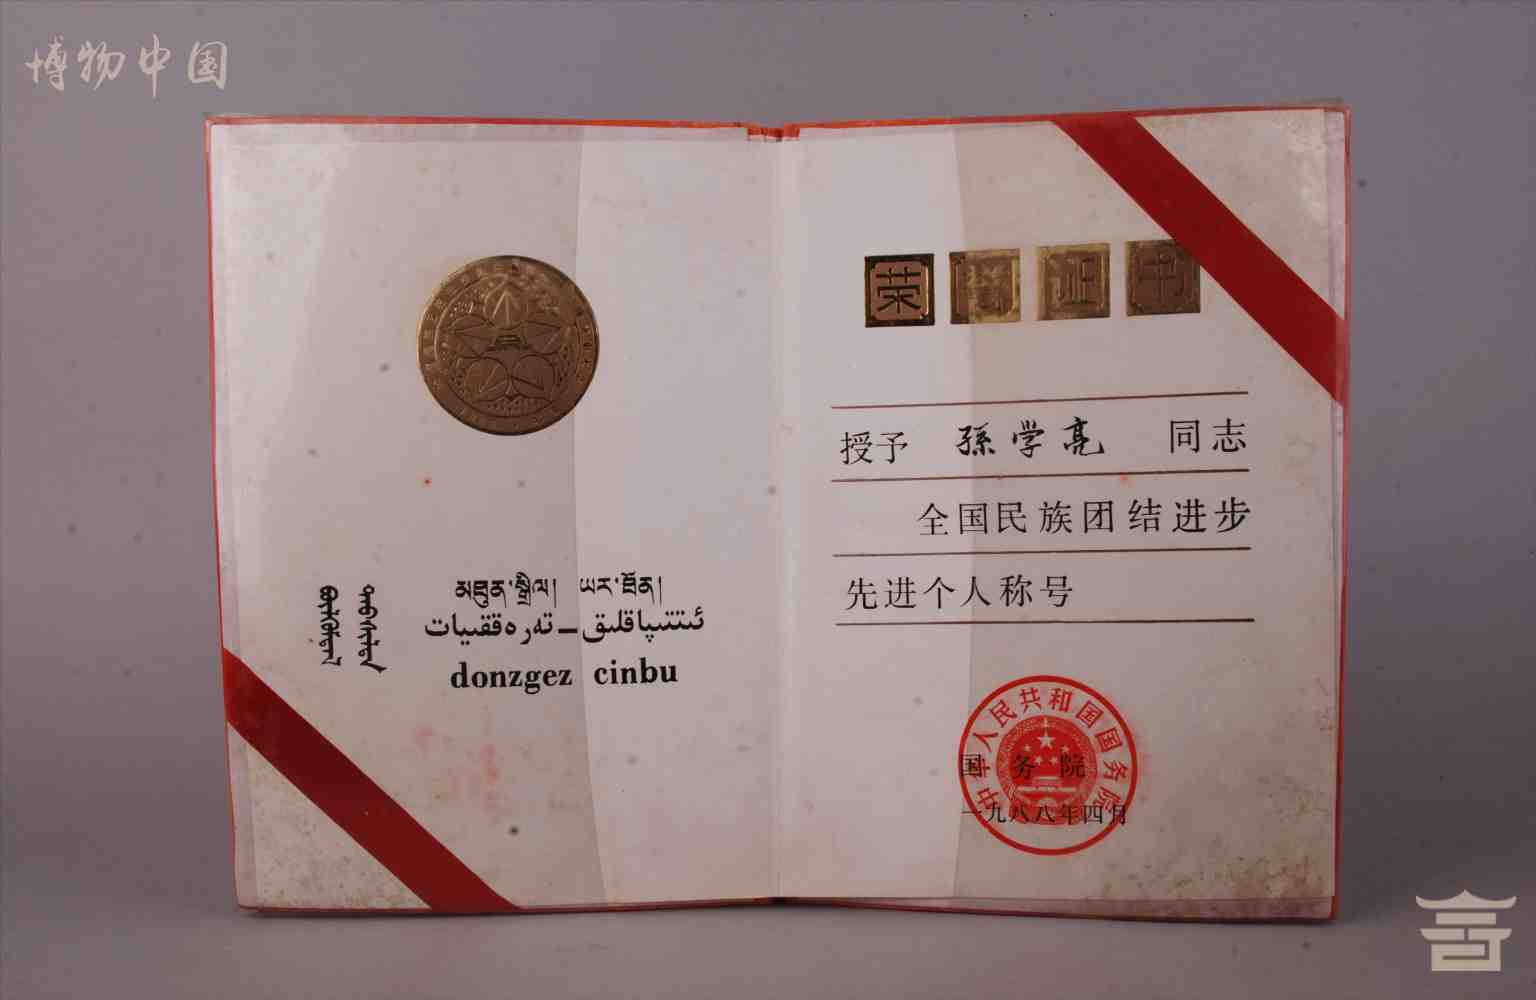 博物中国
མཐུན་སྒྲིལ། ཡར་ཐོན།
ئىتتىپاقلىق – تەرەققىيات
donzgez cinbu
荣誉证书
授予 孫学亮 同志
全国民族团结进步
先进个人称号
中华人民共和国国务院
国务院
一九八八年四月